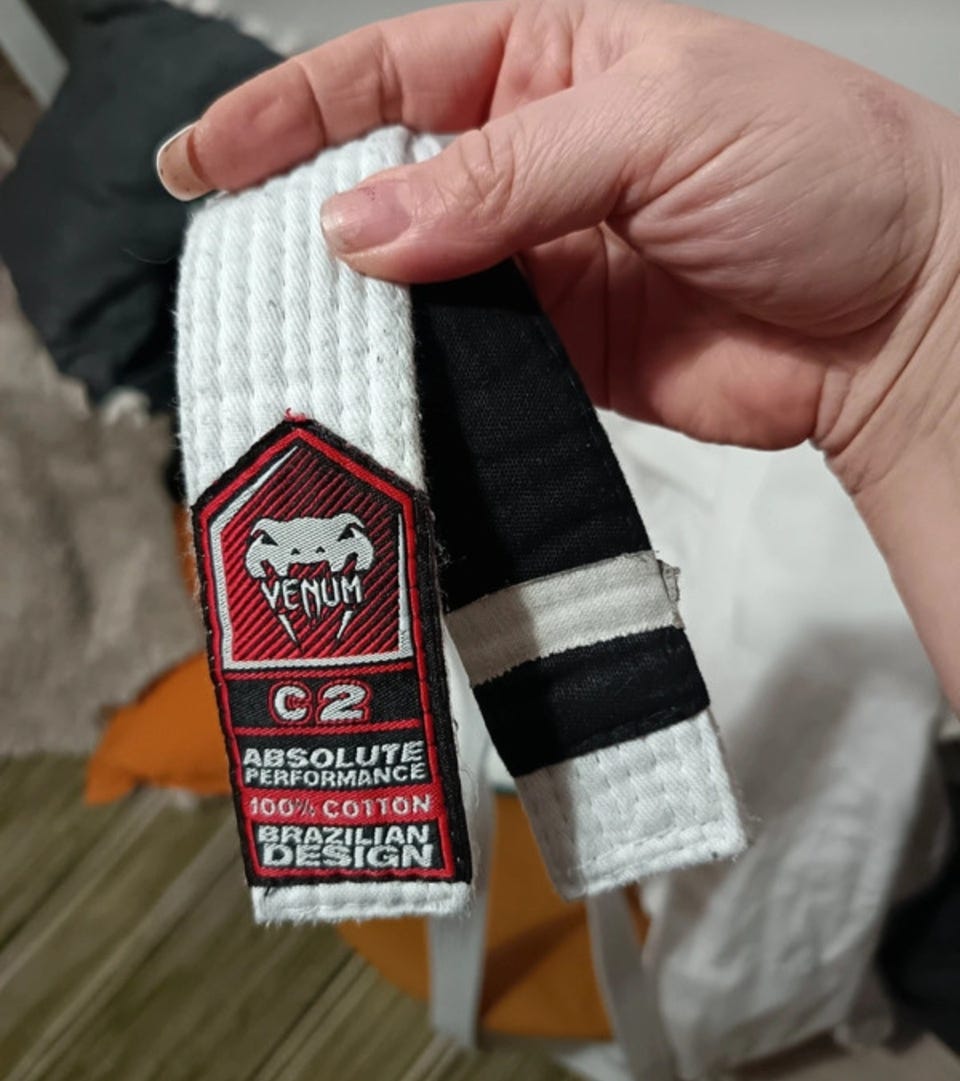 VENUM
C2
ABSOLUTE
PERFORMANCE
100% COTTON
BRAZILIAN
DESIGN